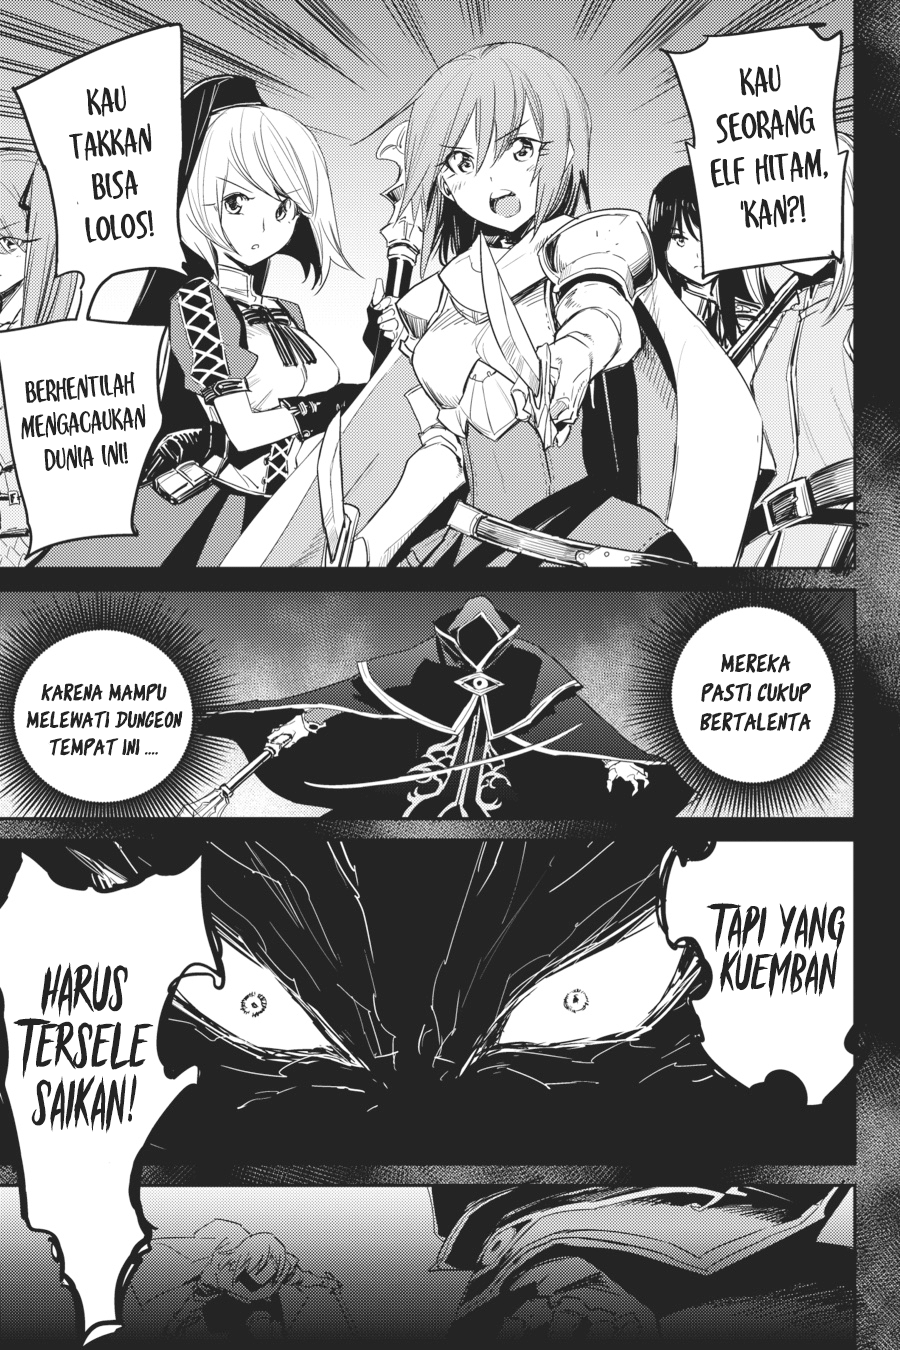 KAU
SEORANG
ELF HITAM,
'KAN?!
KAU
TAKKAN
BISA
LOLOS!
BERHENTILAH
MENGACAUKAN
DUNIA INI!
MEREKA
PASTI CUKUP
BERTALENTA
KARENA MAMPU
MELEWATI DUNGEON
TEMPAT INI ....
TAPI YANG
KUEMBAN
HARUS
TERSELE
SAIKAN!